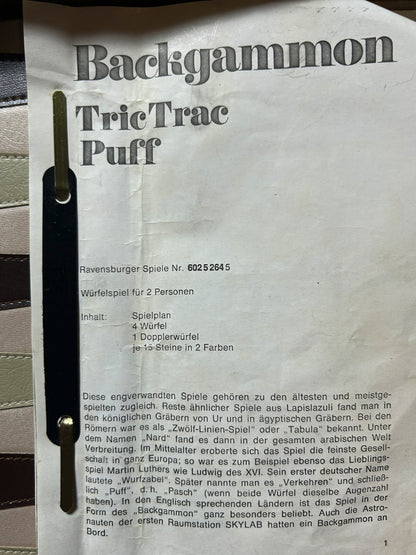 Backgammon
Tric Trac
Puff
Ravensburger Spiele Nr. 602 5 264 5
Würfelspiel für 2 Personen
Inhalt: Spielplan
4 Würfel
1 Dopplerwürfel
je 15 Steine in 2 Farben
Diese engverwandten Spiele gehören zu den ältesten und meistge-
spielten zugleich. Reste ähnlicher Spiele aus Lapislazuli fand man in
den königlichen Gräbern von Ur und in ägyptischen Gräbern. Bei den
Römern war es als „Zwölf-Linien-Spiel" oder „Tabula" bekannt. Unter
dem Namen „Nard" fand es dann in der gesamten arabischen Welt
Verbreitung. Im Mittelalter eroberte sich das Spiel die feinste Gesell-
schaft in ganz Europa; so war es zum Beispiel ebenso das Lieblings-
spiel Martin Luthers wie Ludwig des XVI. Sein erster deutscher Name
lautete „Wurfzabel". Später nannte man es „Verkehren" und schließ-
lich „Puff", d. h. „Pasch" (wenn beide Würfel dieselbe Augenzahl
haben). In den Englisch sprechenden Ländern ist das Spiel in der
Form des „Backgammon" ganz besonders beliebt. Auch die Astro-
nauten der ersten Raumstation SKYLAB hatten ein Backgammon an
Bord.
1